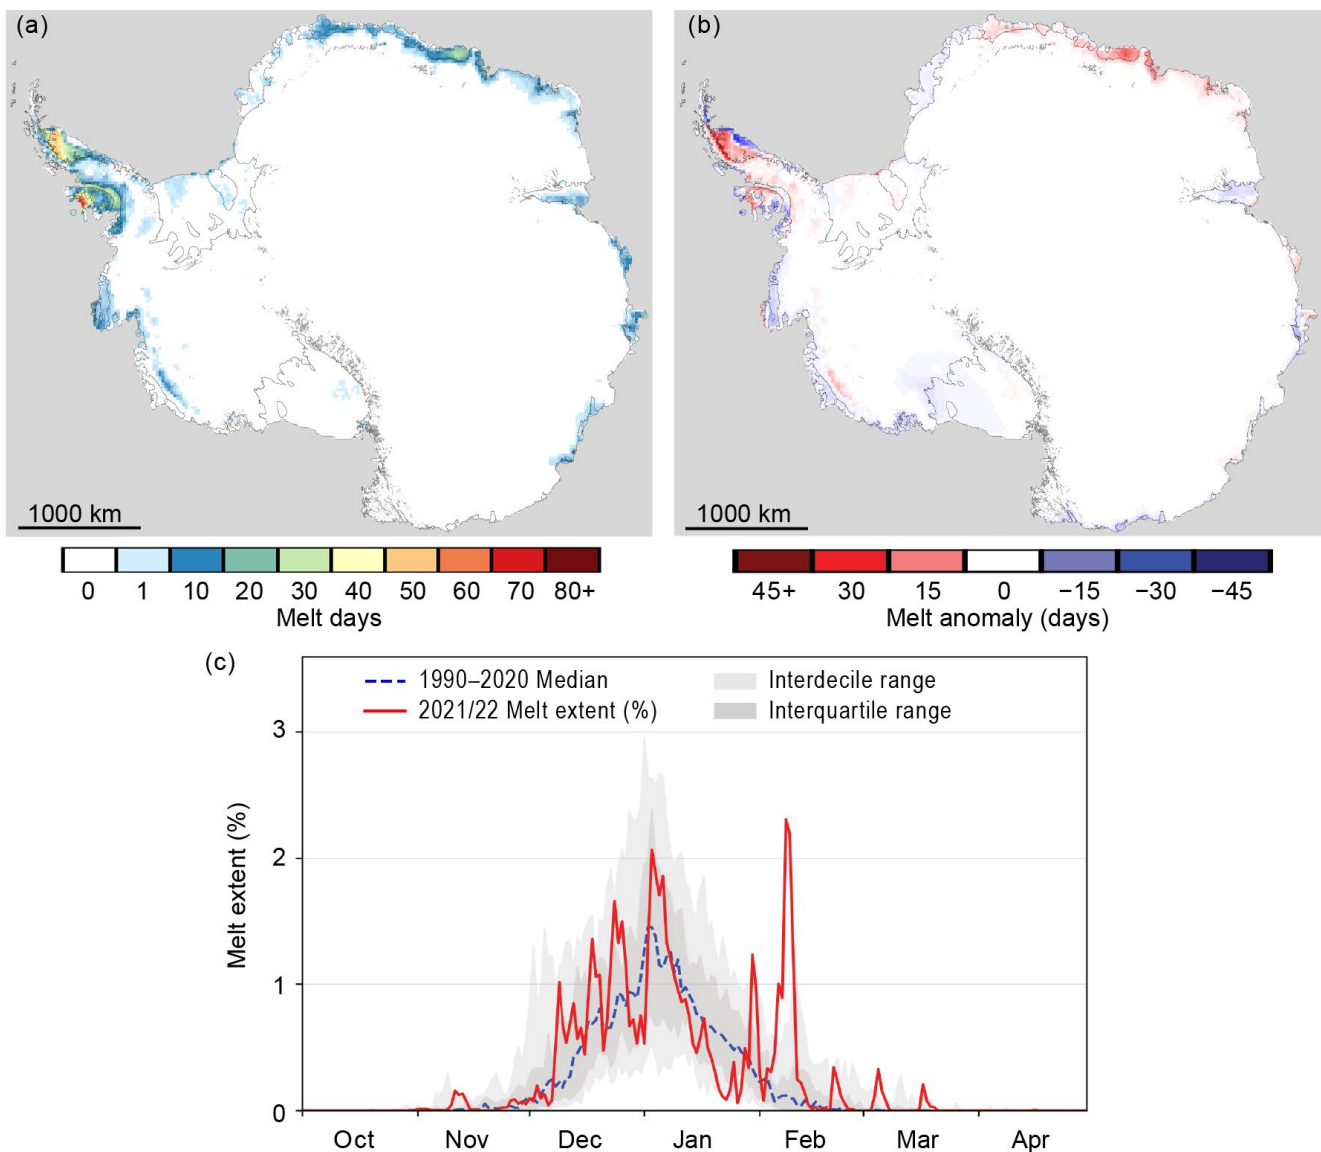 (a)
(b)
1000 km
1000 km
0 1 10 20 30 40 50 60 70 80+
Melt days
45+ 30 15 0 −15 −30 −45
Melt anomaly (days)
(c)
1990–2020 Median
2021/22 Melt extent (%)
Interdecile range
Interquartile range
Melt extent (%)
3
2
1
0
Oct Nov Dec Jan Feb Mar Apr